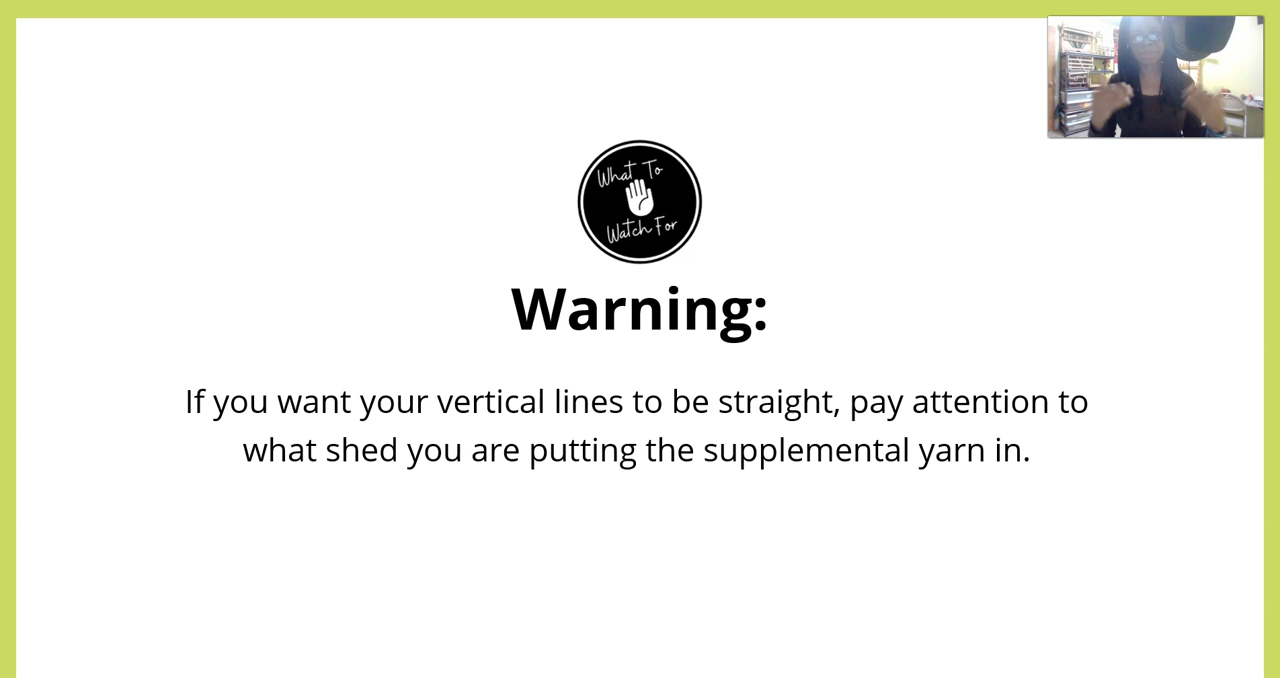 What To
Watch For
Warning:
If you want your vertical lines to be straight, pay attention to
what shed you are putting the supplemental yarn in.